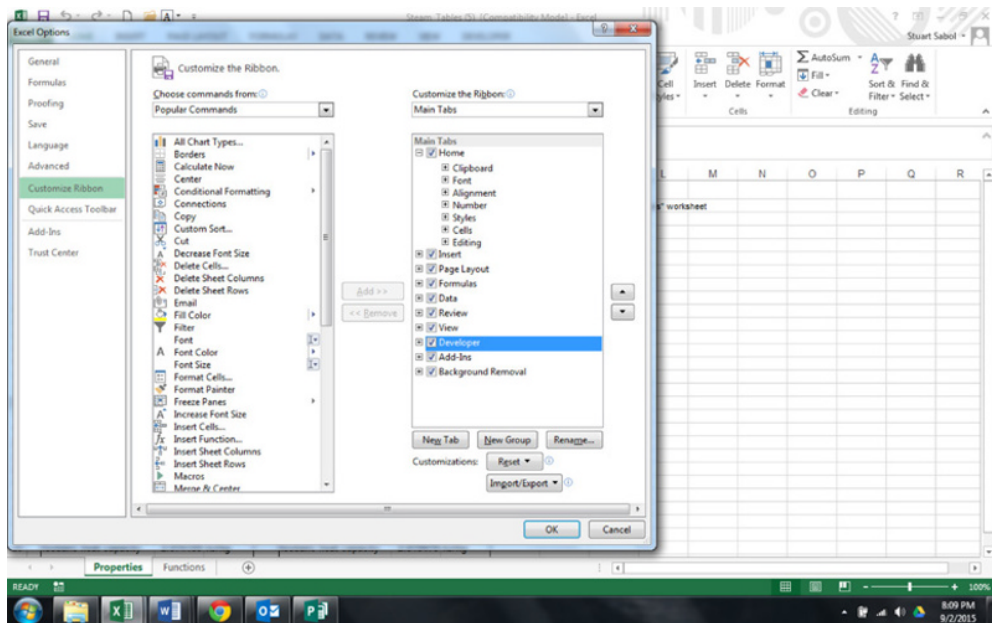 Steam Tables (5) [Compatibility Mode] - Excel
Excel Options
Stuart Sabol
General
Formulas
Proofing
Save
Language
Advanced
Customize Ribbon
Quick Access Toolbar
Add-Ins
Trust Center
Customize the Ribbon.
Choose commands from:
Popular Commands
All Chart Types...
Borders
Calculate Now
Center
Conditional Formatting
Connections
Copy
Custom Sort...
Cut
Decrease Font Size
Delete Cells...
Delete Sheet Columns
Delete Sheet Rows
Email
Fill Color
Filter
Font
Font Color
Font Size
Format Cells...
Format Painter
Freeze Panes
Increase Font Size
Insert Cells...
Insert Function...
Insert Sheet Columns
Insert Sheet Rows
Macros
Merge & Center
Add >>
<< Remove
Customize the Ribbon:
Main Tabs
Main Tabs
Home
Clipboard
Font
Alignment
Number
Styles
Cells
Editing
Insert
Page Layout
Formulas
Data
Review
View
Developer
Add-Ins
Background Removal
New Tab
New Group
Rename...
Customizations:
Reset
Import/Export
OK
Cancel
Cell
Styles
Insert
Delete
Format
Cells
AutoSum
Fill
Clear
Sort &
Filter
Find &
Select
Editing
L M N O P Q R
s" worksheet
Properties
Functions
READY
100%
8:09 PM
9/2/2015